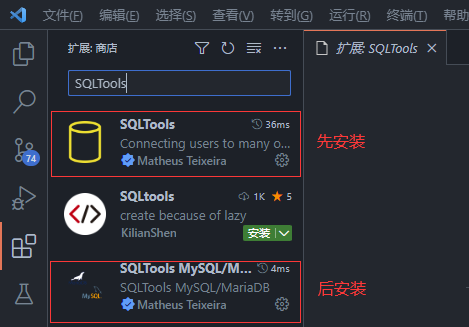 文件(F) 编辑(E) 选择(S) 查看(V) 转到(G) 运行(R) 终端(T) 帮助
扩展: 商店
扩展: SQLTools
SQLTools
SQLTools 36ms
Connecting users to many o...
Matheus Teixeira
先安装
SQLtools 1K 5
create because of lazy
KilianShen 安装
74
SQLTools MySQL/M... 4ms
SQLTools MySQL/MariaDB
Matheus Teixeira
MySQL
后安装